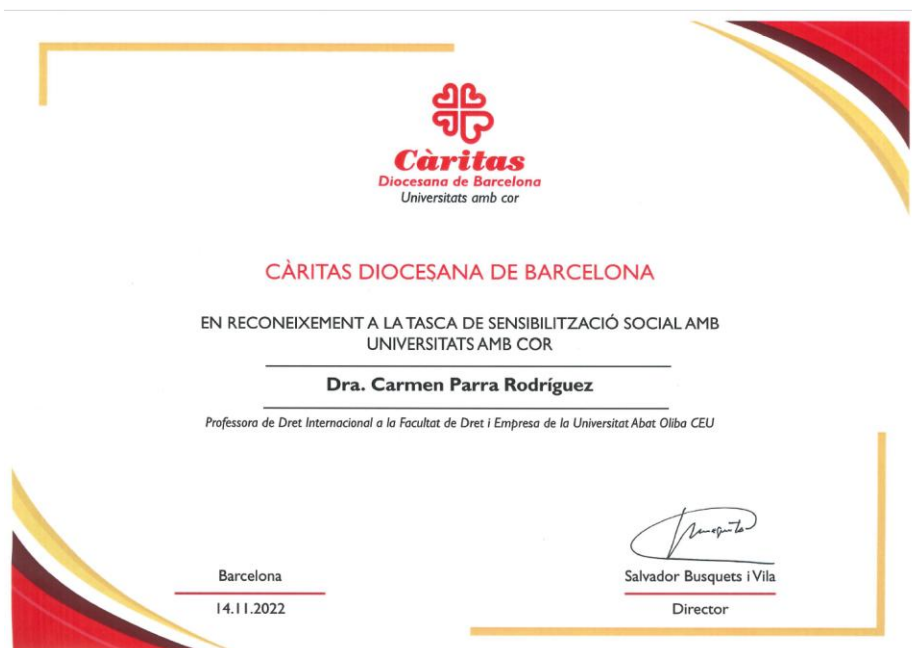 Càritas
Diocesana de Barcelona
Universitats amb cor
CÀRITAS DIOCESANA DE BARCELONA
EN RECONEIXEMENT A LA TASCA DE SENSIBILITZACIÓ SOCIAL AMB
UNIVERSITATS AMB COR
Dra. Carmen Parra Rodríguez
Professora de Dret Internacional a la Facultat de Dret i Empresa de la Universitat Abat Oliba CEU
Barcelona
14.11.2022
Salvador Busquets i Vila
Director